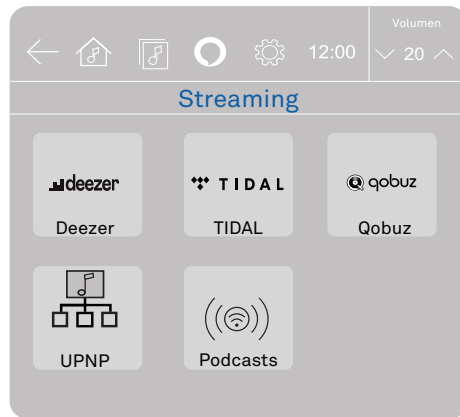 Volumen
12:00
20
Streaming
deezer
TIDAL
qobuz
Deezer
TIDAL
Qobuz
UPNP
Podcasts